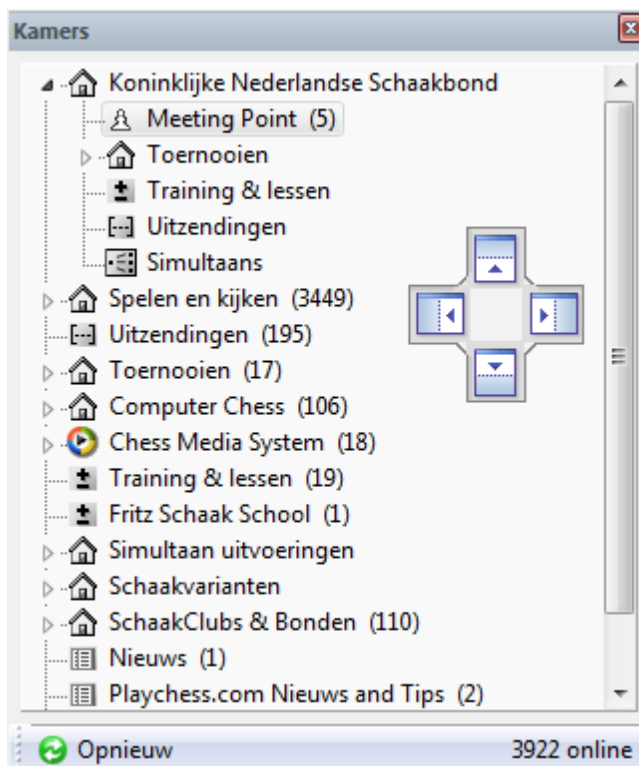 Kamers
Koninklijke Nederlandse Schaakbond
Meeting Point (5)
Toernooien
Training & lessen
Uitzendingen
Simultaans
Spelen en kijken (3449)
Uitzendingen (195)
Toernooien (17)
Computer Chess (106)
Chess Media System (18)
Training & lessen (19)
Fritz Schaak School (1)
Simultaan uitvoeringen
Schaakvarianten
SchaakClubs & Bonden (110)
Nieuws (1)
Playchess.com Nieuws and Tips (2)
Opnieuw 3922 online